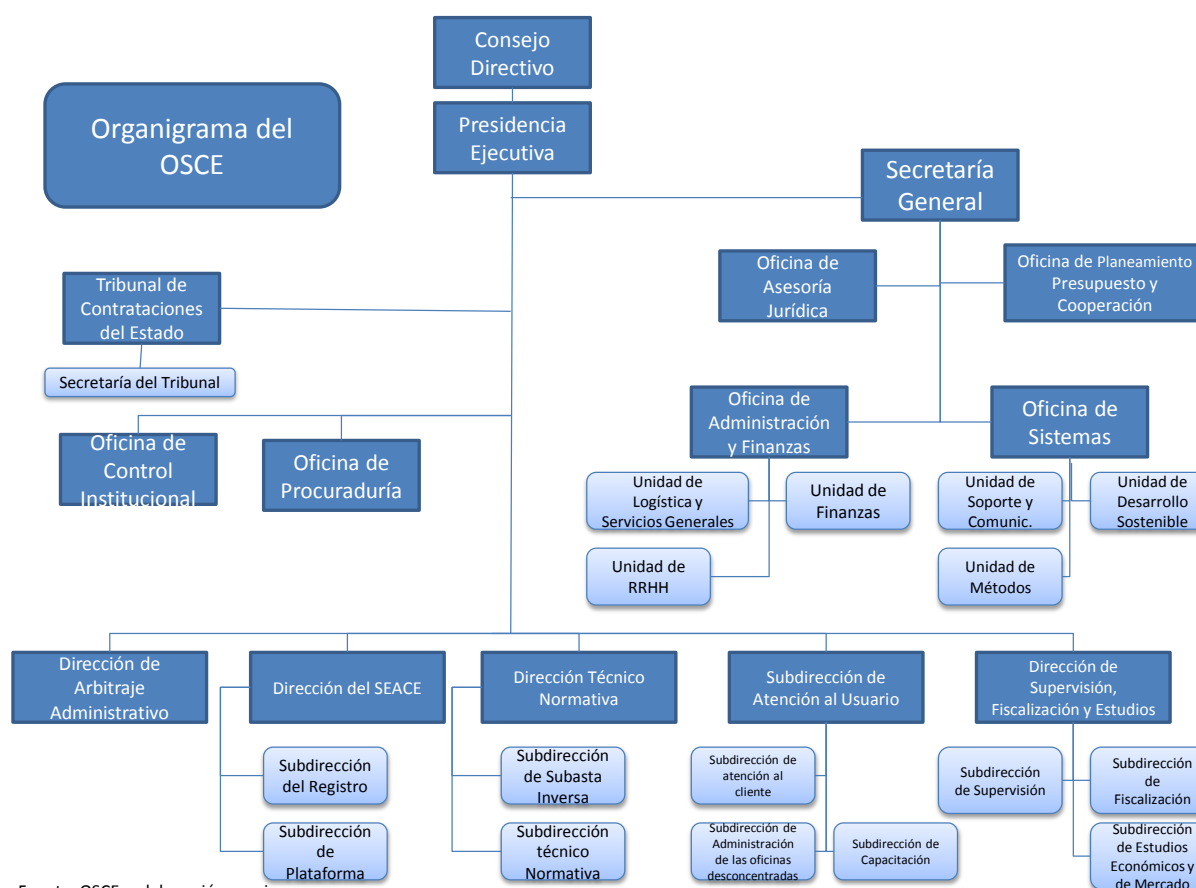 Consejo
Directivo
Organigrama del
OSCE
Presidencia
Ejecutiva
Secretaría
General
Oficina de
Asesoría
Jurídica
Oficina de Planeamiento
Presupuesto y
Cooperación
Tribunal de
Contrataciones
del Estado
Secretaría del Tribunal
Oficina de
Control
Institucional
Oficina de
Procuraduría
Oficina de
Administración
y Finanzas
Oficina de
Sistemas
Unidad de
Logística y
Servicios Generales
Unidad de
Finanzas
Unidad de
Soporte y
Comunic.
Unidad de
Desarrollo
Sostenible
Unidad de
RRHH
Unidad de
Métodos
Dirección de
Arbitraje
Administrativo
Dirección del SEACE
Dirección Técnico
Normativa
Subdirección de
Atención al Usuario
Dirección de
Supervisión,
Fiscalización y Estudios
Subdirección
del Registro
Subdirección
de Subasta
Inversa
Subdirección de
atención al
cliente
Subdirección
de Supervisión
Subdirección
de
Fiscalización
Subdirección
de
Plataforma
Subdirección
técnico
Normativa
Subdirección de
Administración
de las oficinas
desconcentradas
Subdirección de
Capacitación
Subdirección
de Estudios
Económicos y
de Mercado